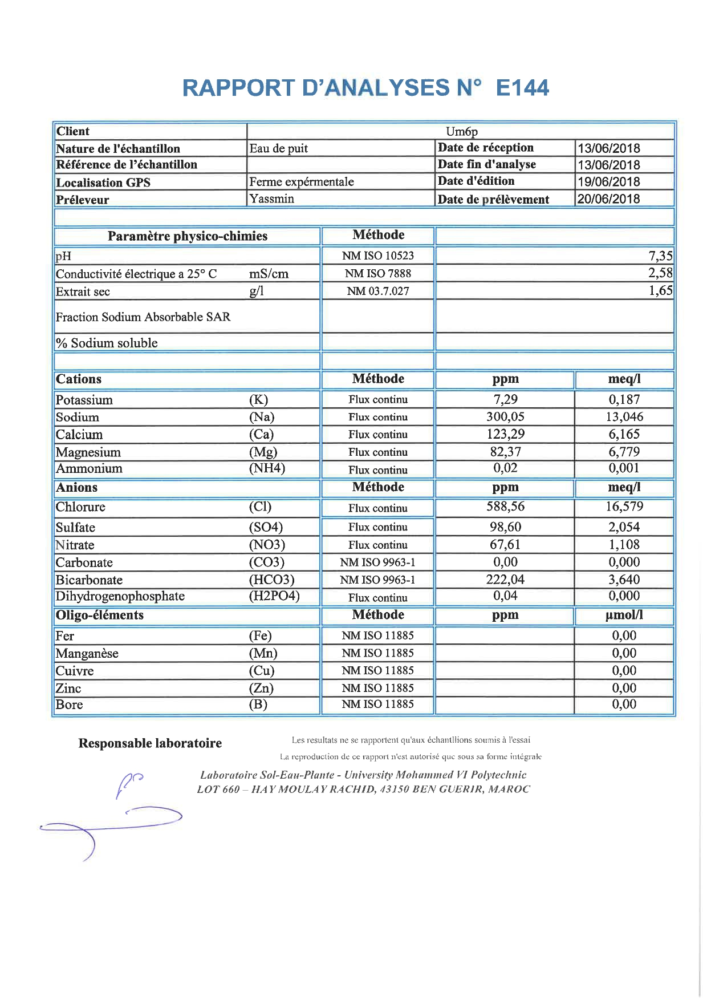 RAPPORT D'ANALYSES N° E144
Client Um6p
Nature de l'échantillon Eau de puit Date de réception 13/06/2018
Référence de l'échantillon Date fin d'analyse 13/06/2018
Localisation GPS Ferme expérmentale Date d'édition 19/06/2018
Préleveur Yassmin Date de prélèvement 20/06/2018
Paramètre physico-chimies Méthode
pH NM ISO 10523 7,35
Conductivité électrique a 25° C mS/cm NM ISO 7888 2,58
Extrait sec g/l NM 03.7.027 1,65
Fraction Sodium Absorbable SAR
% Sodium soluble
Cations Méthode ppm meq/l
Potassium (K) Flux continu 7,29 0,187
Sodium (Na) Flux continu 300,05 13,046
Calcium (Ca) Flux continu 123,29 6,165
Magnesium (Mg) Flux continu 82,37 6,779
Ammonium (NH4) Flux continu 0,02 0,001
Anions Méthode ppm meq/l
Chlorure (Cl) Flux continu 588,56 16,579
Sulfate (SO4) Flux continu 98,60 2,054
Nitrate (NO3) Flux continu 67,61 1,108
Carbonate (CO3) NM ISO 9963-1 0,00 0,000
Bicarbonate (HCO3) NM ISO 9963-1 222,04 3,640
Dihydrogenophosphate (H2PO4) Flux continu 0,04 0,000
Oligo-éléments Méthode ppm µmol/l
Fer (Fe) NM ISO 11885 0,00
Manganèse (Mn) NM ISO 11885 0,00
Cuivre (Cu) NM ISO 11885 0,00
Zinc (Zn) NM ISO 11885 0,00
Bore (B) NM ISO 11885 0,00
Responsable laboratoire Les resultats ne se rapportent qu'aux échantllions soumis à l'essai
La reproduction de ce rapport n'est autorisé que sous sa forme intégrale
Laboratoire Sol-Eau-Plante - University Mohammed VI Polytechnic
LOT 660 – HAY MOULAY RACHID, 43150 BEN GUERIR, MAROC